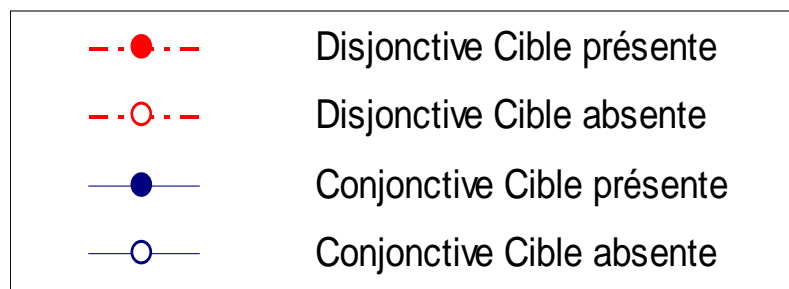 Disjonctive Cible présente
Disjonctive Cible absente
Conjonctive Cible présente
Conjonctive Cible absente